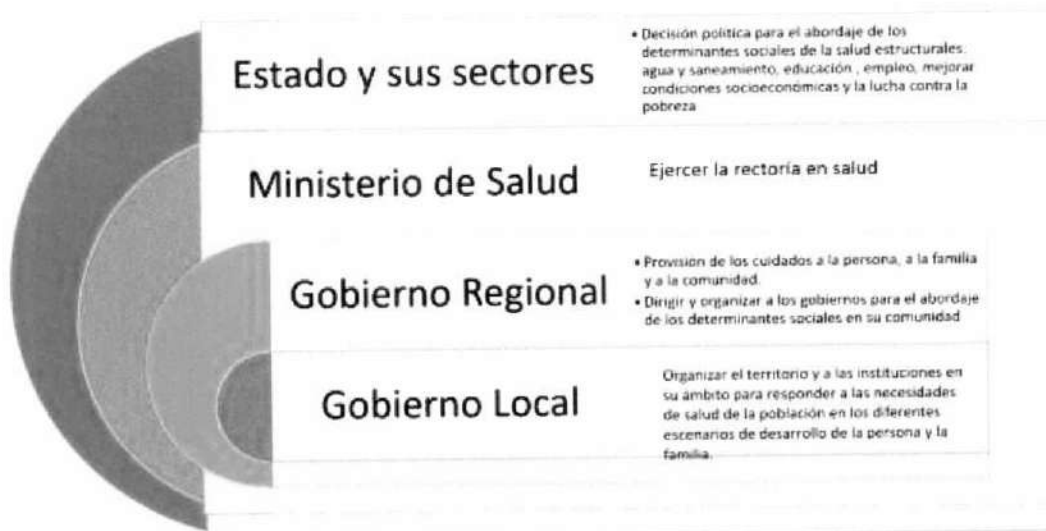 Estado y sus sectores
• Decisión política para el abordaje de los
determinantes sociales de la salud estructurales:
agua y saneamiento, educación , empleo, mejorar
condiciones socioeconómicas y la lucha contra la
pobreza
Ministerio de Salud
Ejercer la rectoría en salud
Gobierno Regional
• Provisión de los cuidados a la persona, a la familia
y a la comunidad.
• Dirigir y organizar a los gobiernos para el abordaje
de los determinantes sociales en su comunidad
Gobierno Local
Organizar el territorio y a las instituciones en
su ámbito para responder a las necesidades
de salud de la población en los diferentes
escenarios de desarrollo de la persona y la
familia.